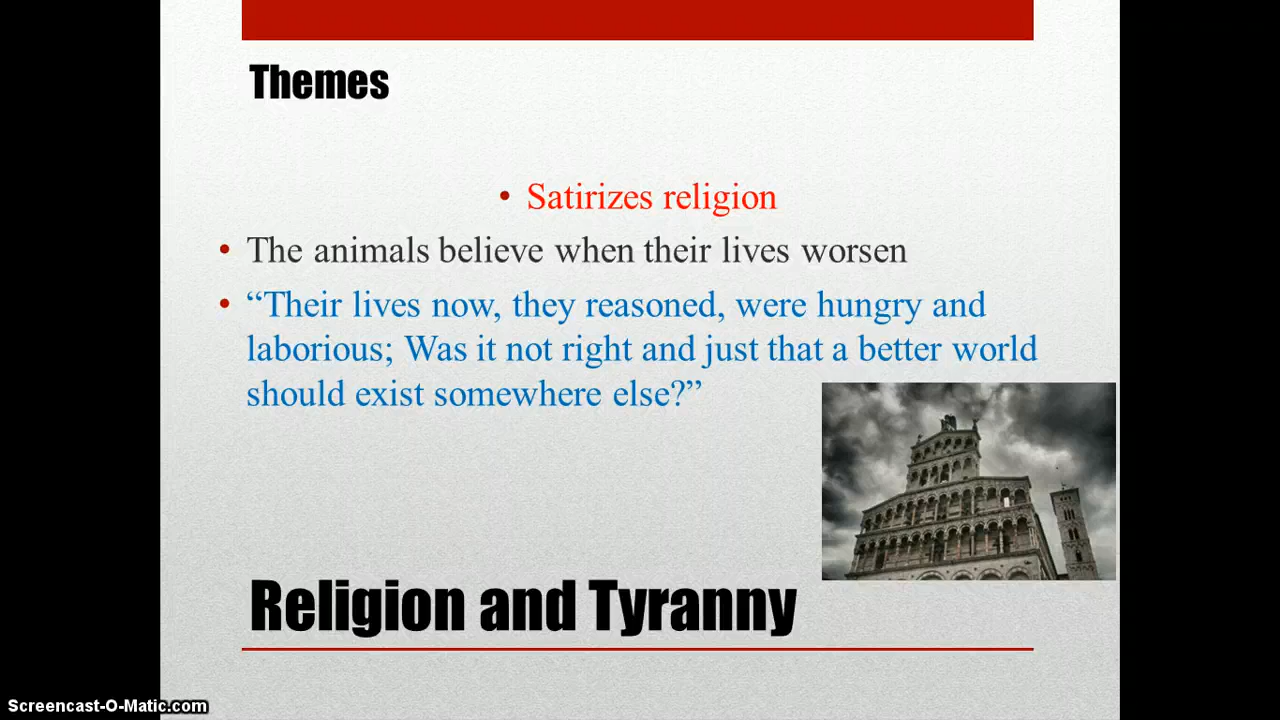 Themes
• Satirizes religion
• The animals believe when their lives worsen
• “Their lives now, they reasoned, were hungry and
laborious; Was it not right and just that a better world
should exist somewhere else?”
Religion and Tyranny
Screencast-O-Matic.com